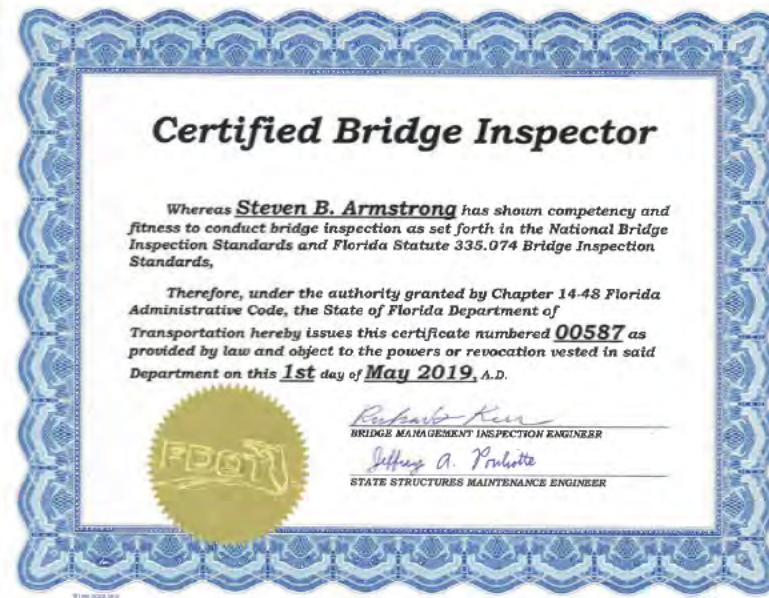 Certified Bridge Inspector
Whereas Steven B. Armstrong has shown competency and
fitness to conduct bridge inspection as set forth in the National Bridge
Inspection Standards and Florida Statute 335.074 Bridge Inspection
Standards,
Therefore, under the authority granted by Chapter 14-48 Florida
Administrative Code, the State of Florida Department of
Transportation hereby issues this certificate numbered 00587 as
provided by law and object to the powers or revocation vested in said
Department on this 1st day of May 2019, A.D.
FDOT
Richard Kerr
BRIDGE MANAGEMENT INSPECTION ENGINEER
Jeffrey A. Pouliotte
STATE STRUCTURES MAINTENANCE ENGINEER